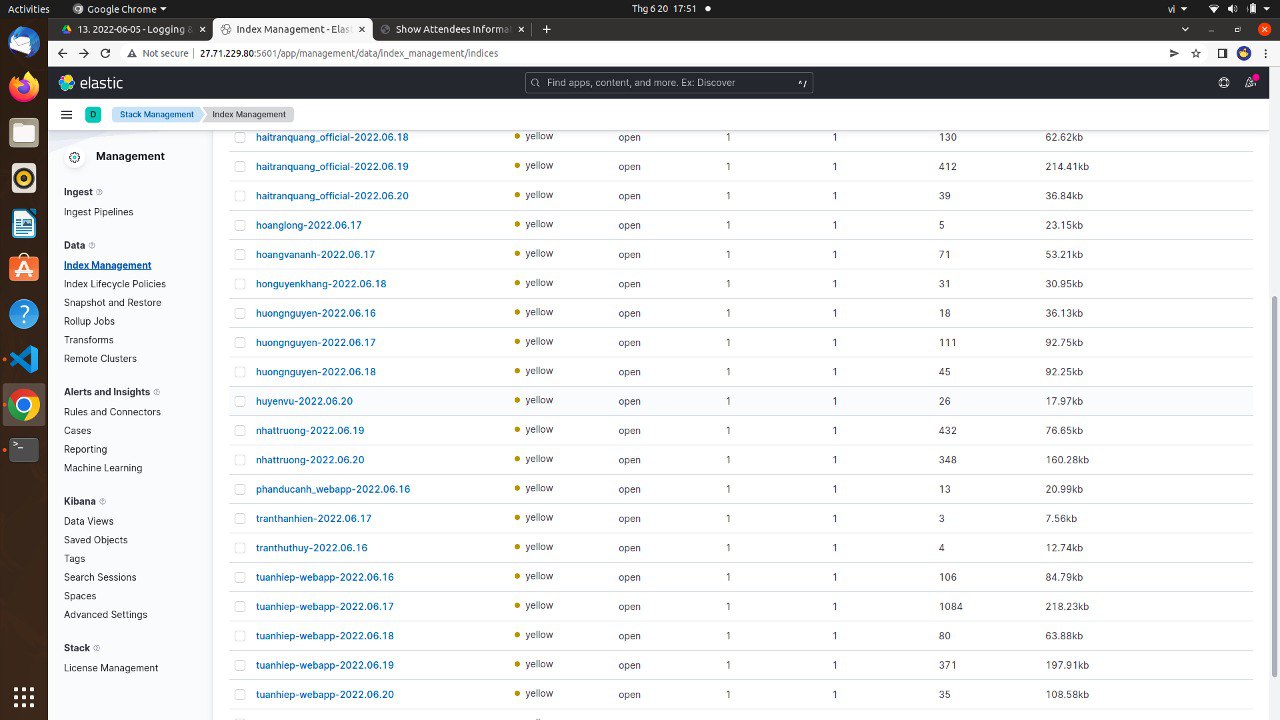 Activities Google Chrome Thg 6 20 17:51 vi
13. 2022-06-05 - Logging & Index Management - Elas Show Attendees Informat
Not secure 27.71.229.80:5601/app/management/data/index_management/indices
elastic Find apps, content, and more. Ex: Discover ^/
D Stack Management Index Management
Management
Ingest
Ingest Pipelines
Data
Index Management
Index Lifecycle Policies
Snapshot and Restore
Rollup Jobs
Transforms
Remote Clusters
Alerts and Insights
Rules and Connectors
Cases
Reporting
Machine Learning
Kibana
Data Views
Saved Objects
Tags
Search Sessions
Spaces
Advanced Settings
Stack
License Management
haitranquang_official-2022.06.18 yellow open 1 1 130 62.62kb
haitranquang_official-2022.06.19 yellow open 1 1 312 214.41kb
haitranquang_official-2022.06.20 yellow open 1 1 39 39.92kb
hoanglong-2022.06.17 yellow open 1 1 5 23.15kb
hoangvananh-2022.06.17 yellow open 1 1 71 53.21kb
honguyenkhang-2022.06.18 yellow open 1 1 31 30.95kb
huongnguyen-2022.06.16 yellow open 1 1 8 36.13kb
huongnguyen-2022.06.17 yellow open 1 1 111 92.75kb
huongnguyen-2022.06.18 yellow open 1 1 45 92.25kb
huyenvu-2022.06.20 yellow open 1 1 26 17.97kb
nhattruong-2022.06.19 yellow open 1 1 432 76.65kb
nhattruong-2022.06.20 yellow open 1 1 348 160.28kb
phanducanh_webapp-2022.06.16 yellow open 1 1 3 20.89kb
tranthanhien-2022.06.17 yellow open 1 1 3 7.56kb
tranthuthuy-2022.06.16 yellow open 1 1 3 12.74kb
tuanhiep-webapp-2022.06.16 yellow open 1 1 106 84.79kb
tuanhiep-webapp-2022.06.17 yellow open 1 1 1084 218.23kb
tuanhiep-webapp-2022.06.18 yellow open 1 1 57 63.88kb
tuanhiep-webapp-2022.06.19 yellow open 1 1 371 197.91kb
tuanhiep-webapp-2022.06.20 yellow open 1 1 117 108.58kb